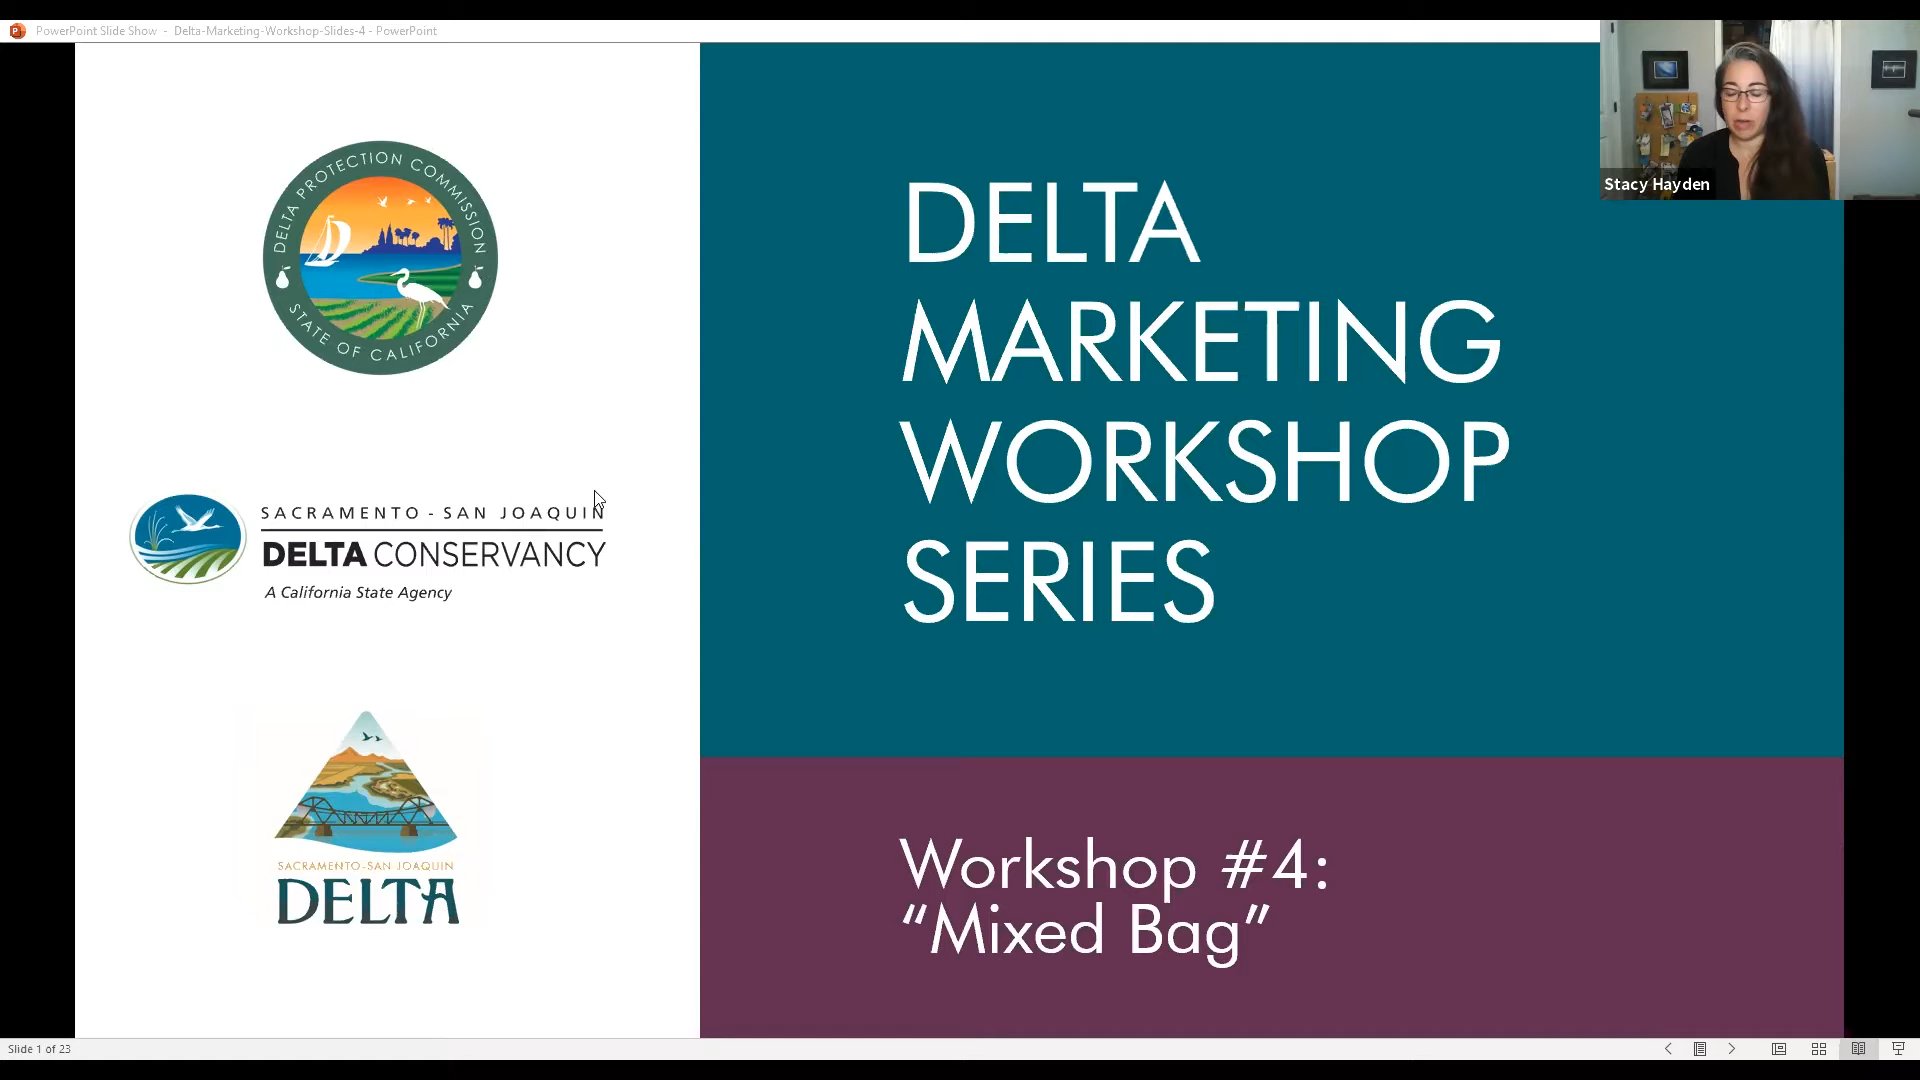 PowerPoint Slide Show - Delta-Marketing-Workshop-Slides-4 - PowerPoint
Stacy Hayden
DELTA PROTECTION COMMISSION
STATE OF CALIFORNIA
SACRAMENTO - SAN JOAQUIN
DELTA CONSERVANCY
A California State Agency
SACRAMENTO-SAN JOAQUIN
DELTA
DELTA
MARKETING
WORKSHOP
SERIES
Workshop #4:
“Mixed Bag”
Slide 1 of 23